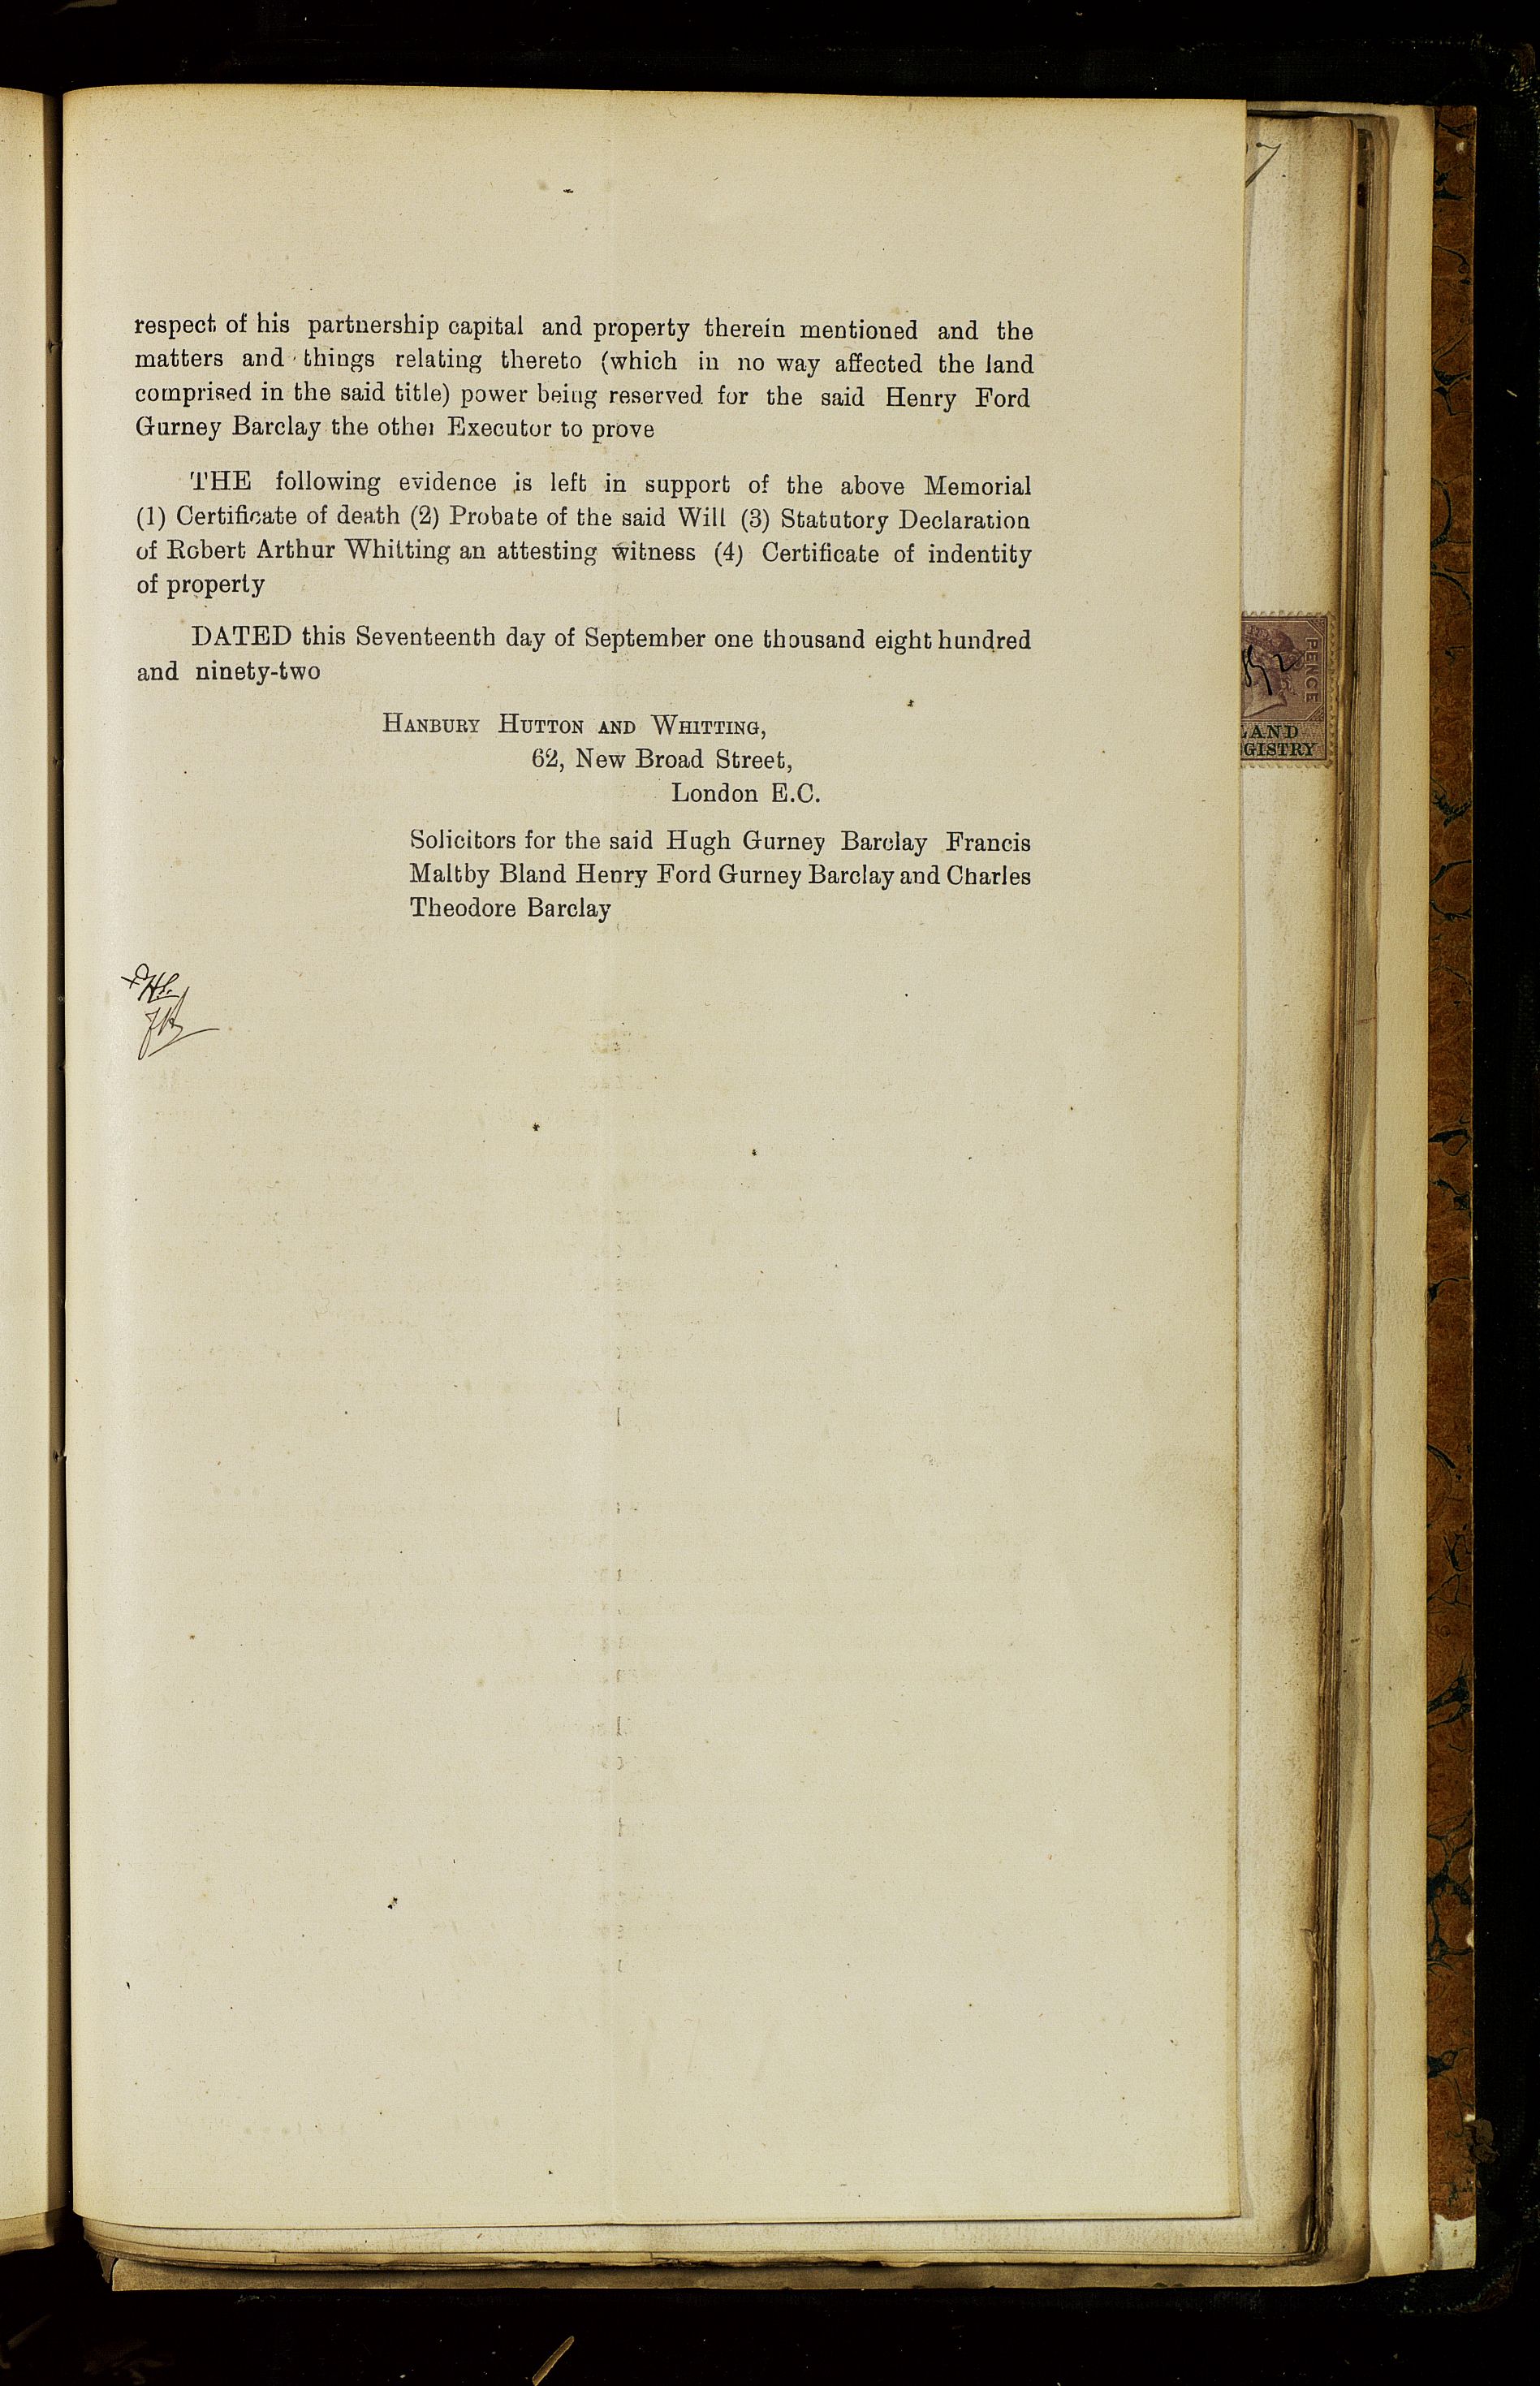 respect of his partnership capital and property therein mentioned and the
matters and things relating thereto (which in no way affected the land
comprised in the said title) power being reserved for the said Henry Ford
Gurney Barclay the other Executor to prove
THE following evidence is left in support of the above Memorial
(1) Certificate of death (2) Probate of the said Will (3) Statutory Declaration
of Robert Arthur Whitting an attesting witness (4) Certificate of indentity
of property
DATED this Seventeenth day of September one thousand eight hundred
and ninety-two
HANBURY HUTTON AND WHITTING,
62, New Broad Street,
London E.C.
Solicitors for the said Hugh Gurney Barclay Francis
Maltby Bland Henry Ford Gurney Barclay and Charles
Theodore Barclay
7
PENCE
LAND
GISTRY